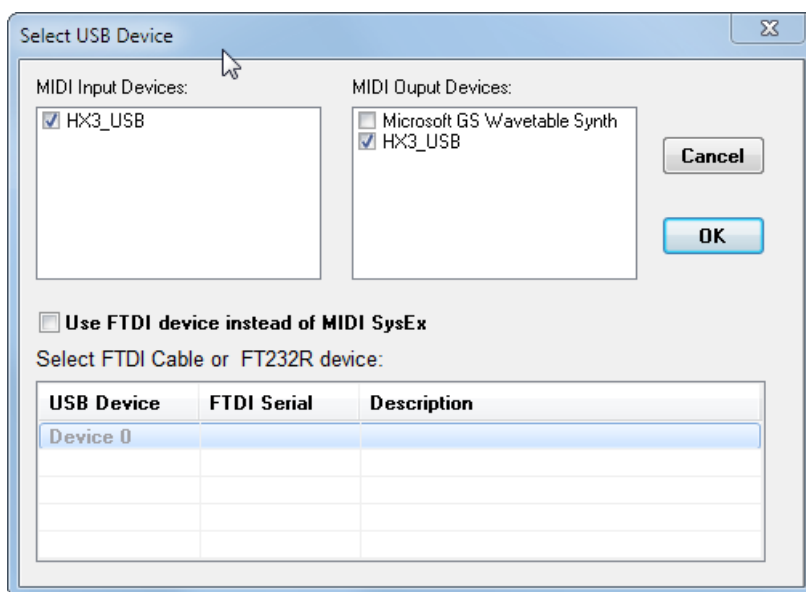 Select USB Device
MIDI Input Devices:
HX3_USB
MIDI Ouput Devices:
Microsoft GS Wavetable Synth
HX3_USB
Cancel
OK
Use FTDI device instead of MIDI SysEx
Select FTDI Cable or FT232R device:
USB Device FTDI Serial Description
Device 0